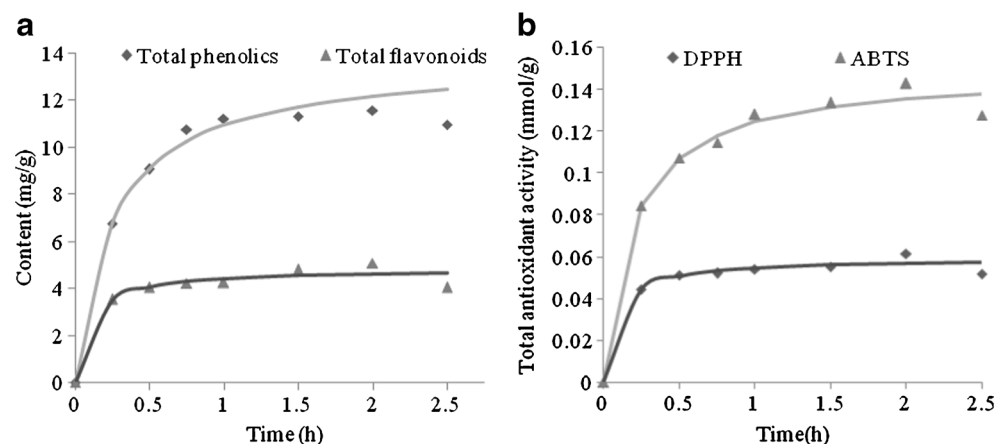 a
Total phenolics
Total flavonoids
Content (mg/g)
14
12
10
8
6
4
2
0
0
0.5
1
1.5
2
2.5
Time (h)
b
DPPH
ABTS
Total antioxidant activity (mmol/g)
0.16
0.14
0.12
0.1
0.08
0.06
0.04
0.02
0
0
0.5
1
1.5
2
2.5
Time(h)